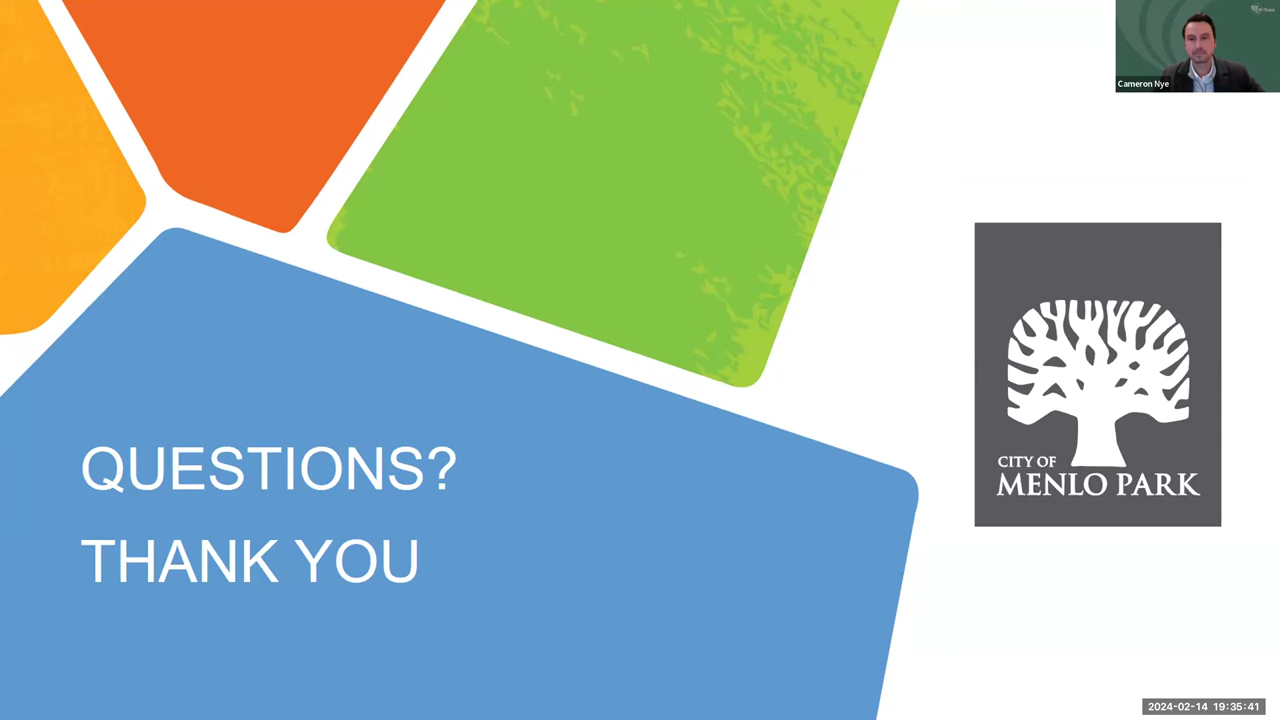 Cameron Nye
QUESTIONS?
THANK YOU
CITY OF
MENLO PARK
2024-02-14 19:35:41